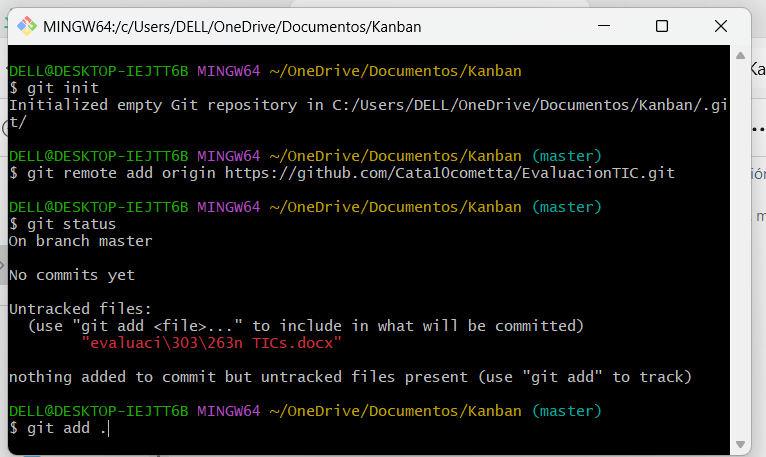 MINGW64:/c/Users/DELL/OneDrive/Documentos/Kanban
DELL@DESKTOP-IEJTT6B MINGW64 ~/OneDrive/Documentos/Kanban
$ git init
Initialized empty Git repository in C:/Users/DELL/OneDrive/Documentos/Kanban/.gi
t/
DELL@DESKTOP-IEJTT6B MINGW64 ~/OneDrive/Documentos/Kanban (master)
$ git remote add origin https://github.com/Cata10cometta/EvaluacionTIC.git
DELL@DESKTOP-IEJTT6B MINGW64 ~/OneDrive/Documentos/Kanban (master)
$ git status
On branch master
No commits yet
Untracked files:
(use "git add <file>..." to include in what will be committed)
"evaluaci\303\263n TICs.docx"
nothing added to commit but untracked files present (use "git add" to track)
DELL@DESKTOP-IEJTT6B MINGW64 ~/OneDrive/Documentos/Kanban (master)
$ git add .